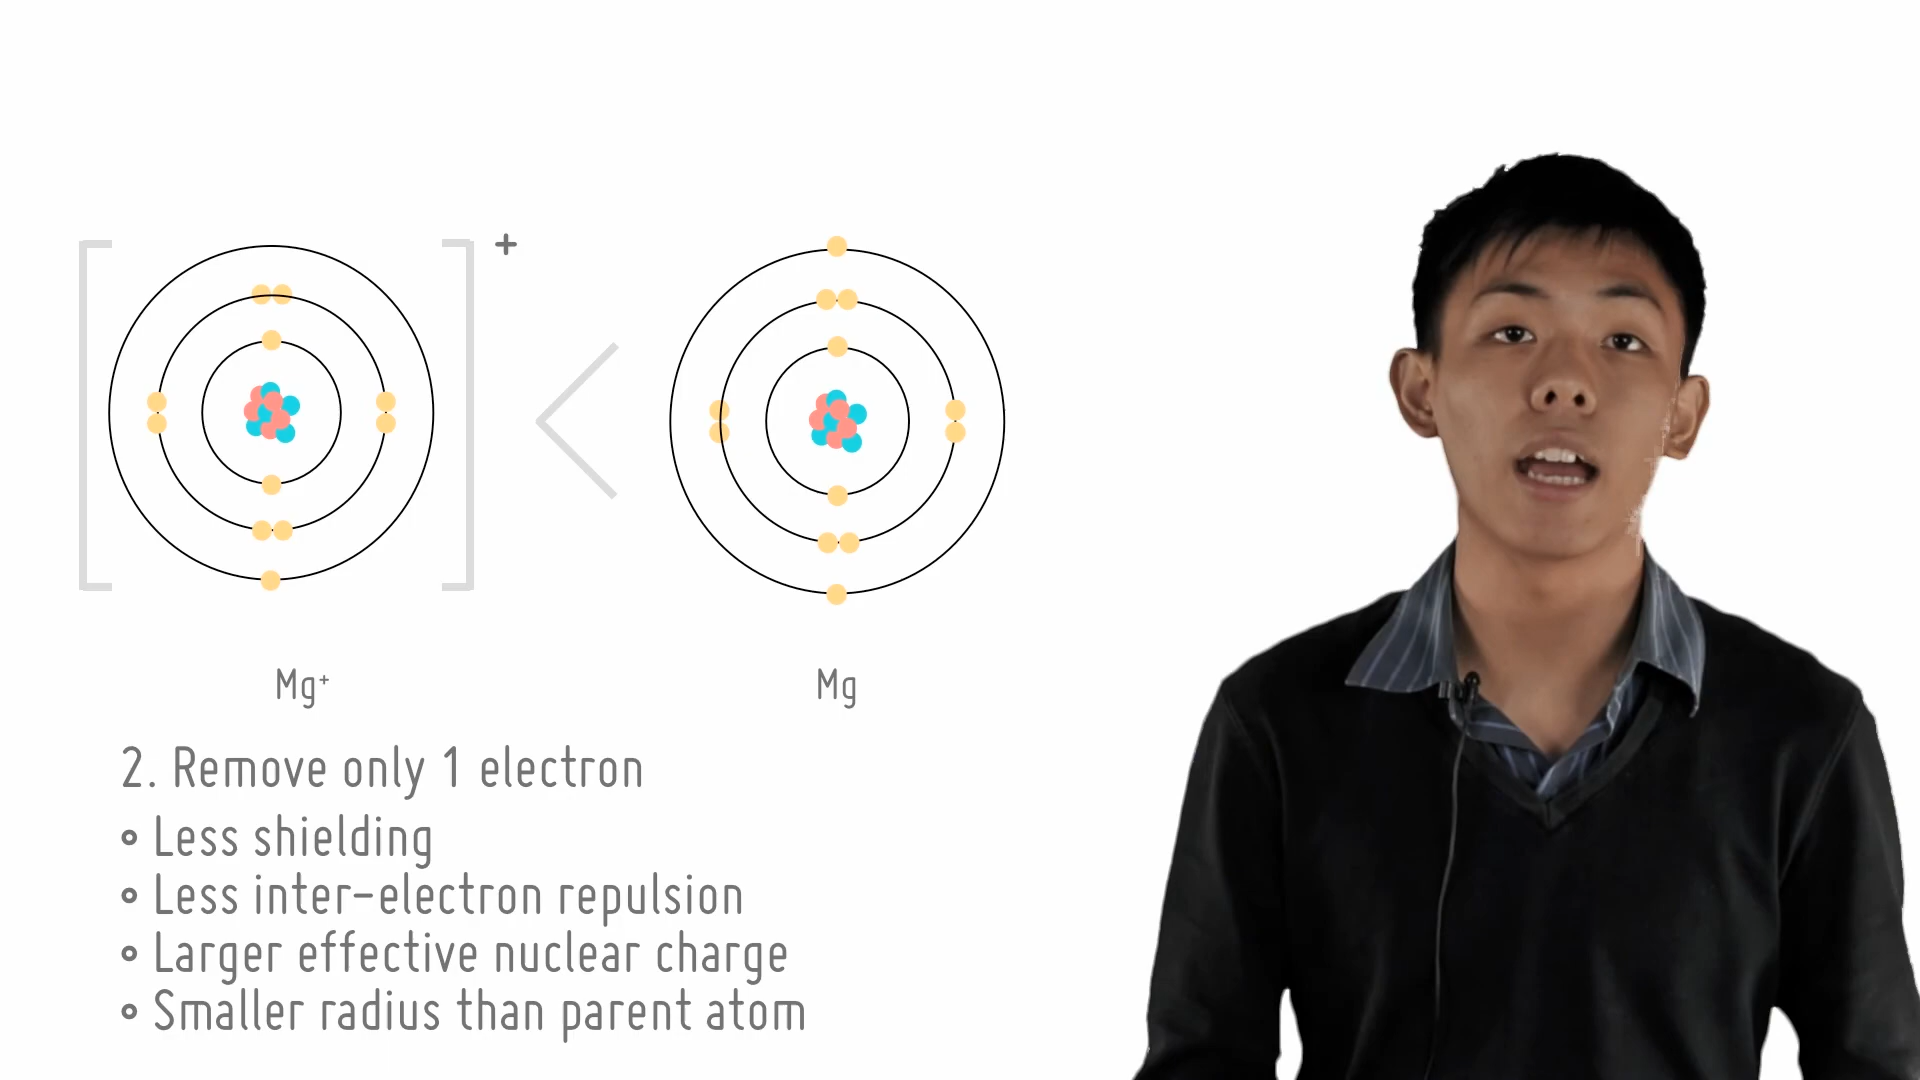 +
Mg⁺
Mg
2. Remove only 1 electron
∘ Less shielding
∘ Less inter-electron repulsion
∘ Larger effective nuclear charge
∘ Smaller radius than parent atom